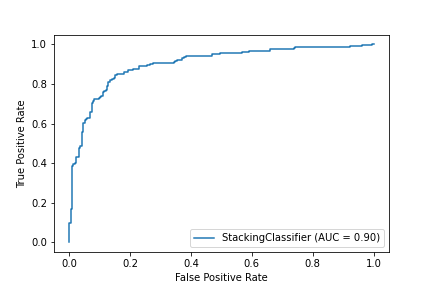 1.0
0.8
0.6
0.4
0.2
0.0
True Positive Rate
StackingClassifier (AUC = 0.90)
0.0 0.2 0.4 0.6 0.8 1.0
False Positive Rate